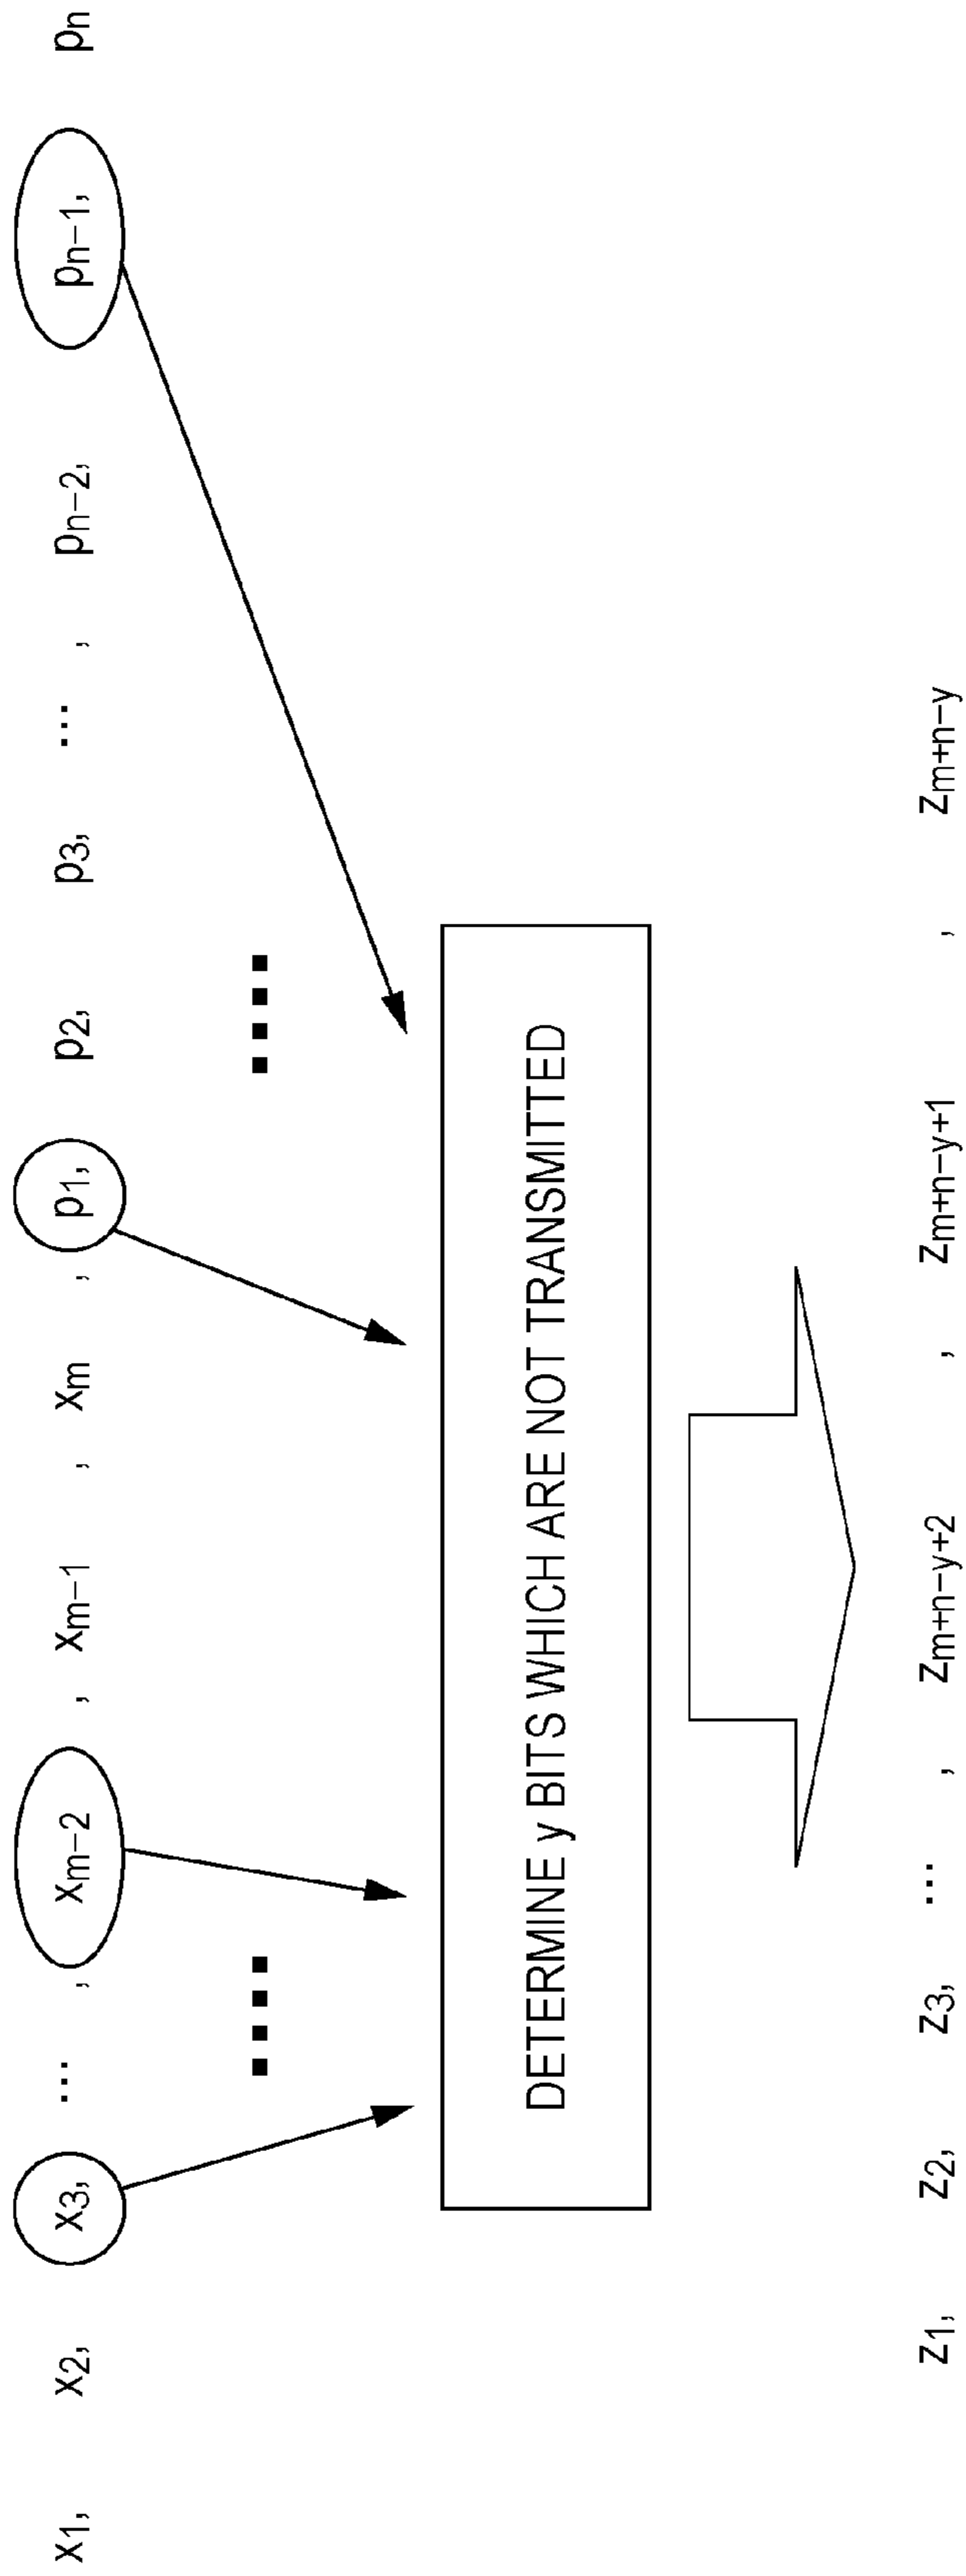 x1, x2, x3, ... , xm−2 , xm−1 , xm , p1, p2, p3, ... , pn−2, pn−1, pn
DETERMINE y BITS WHICH ARE NOT TRANSMITTED
z1, z2, z3, ... , zm+n−y+2 , zm+n−y+1 , zm+n−y